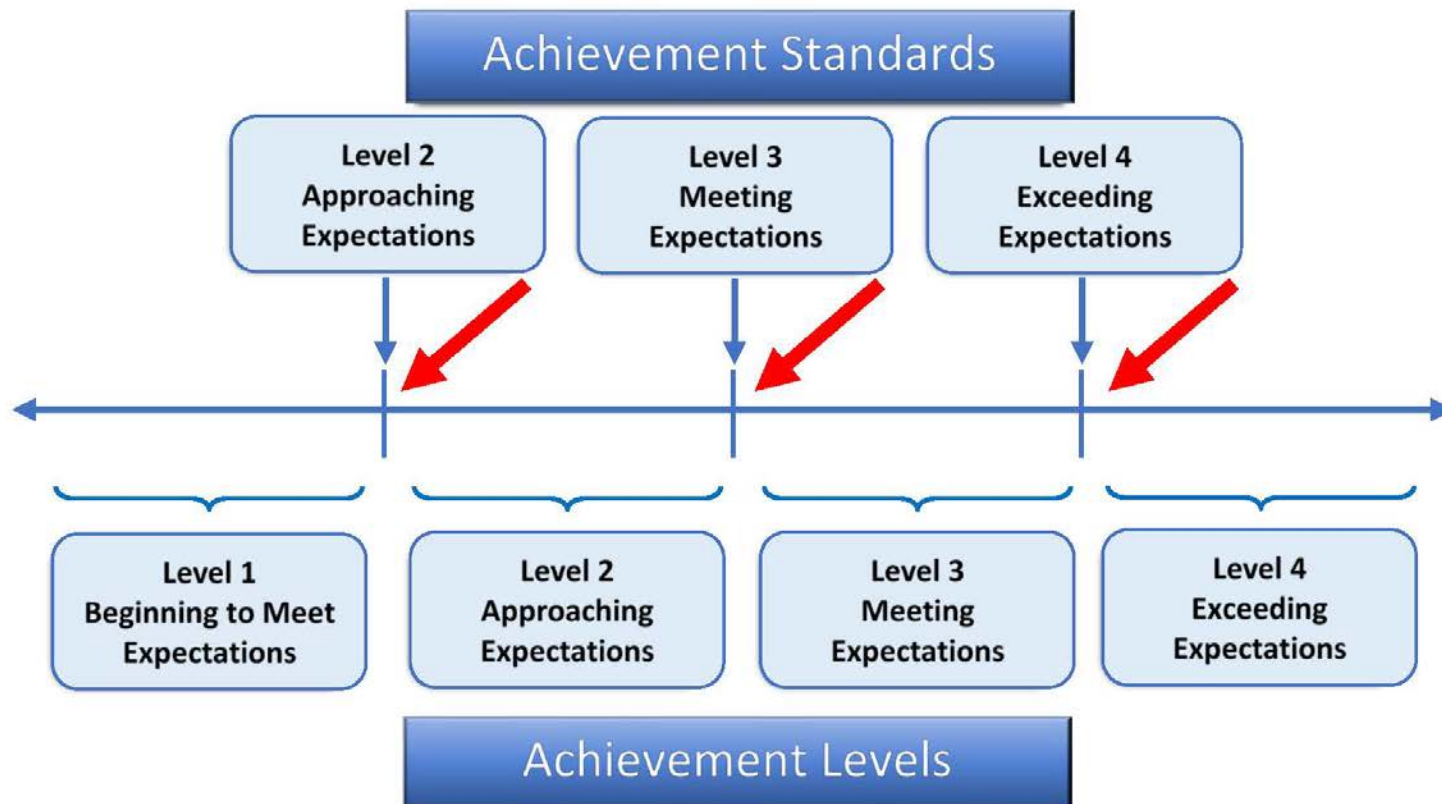 Achievement Standards
Level 2
Approaching
Expectations
Level 3
Meeting
Expectations
Level 4
Exceeding
Expectations
Level 1
Beginning to Meet
Expectations
Level 2
Approaching
Expectations
Level 3
Meeting
Expectations
Level 4
Exceeding
Expectations
Achievement Levels